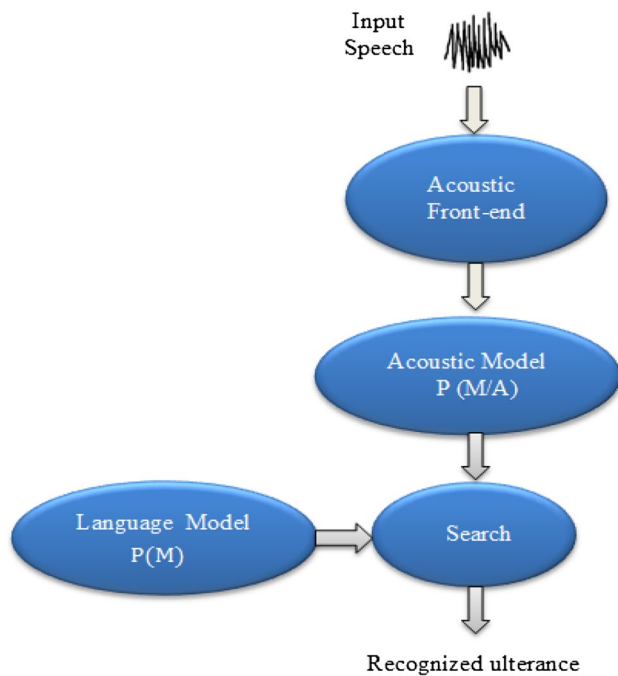 Input
Speech
Acoustic
Front-end
Acoustic Model
P (M/A)
Language Model
P(M)
Search
Recognized ulterance